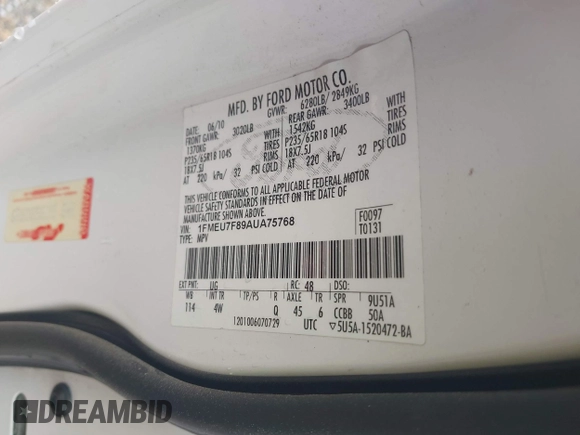 MFD. BY FORD MOTOR CO.
DATE: 06/10 GVWR: 6280LB/ 2849KG
FRONT GAWR: 3020LB REAR GAWR: 3400LB
1370KG WITH 1542KG WITH
P235/65R18 104S TIRES P235/65R18 104S TIRES
18X7.5J RIMS 18X7.5J RIMS
AT 220 kPa/ 32 PSI COLD AT 220 kPa/ 32 PSI COLD
THIS VEHICLE CONFORMS TO ALL APPLICABLE FEDERAL MOTOR
VEHICLE SAFETY STANDARDS IN EFFECT ON THE DATE OF
MANUFACTURE SHOWN ABOVE.
VIN: 1FMEU7F89AUA75768 F0097
TYPE: MPV T0131
EXT PNT: UG RC: 48 DSO:
WB INT TR TP/PS R AXLE TR SPR 9U51A
114 4W Q 45 6 CCBB 50A
1201006070729 UTC ▽5U5A-1520472-BA
DREAMBID